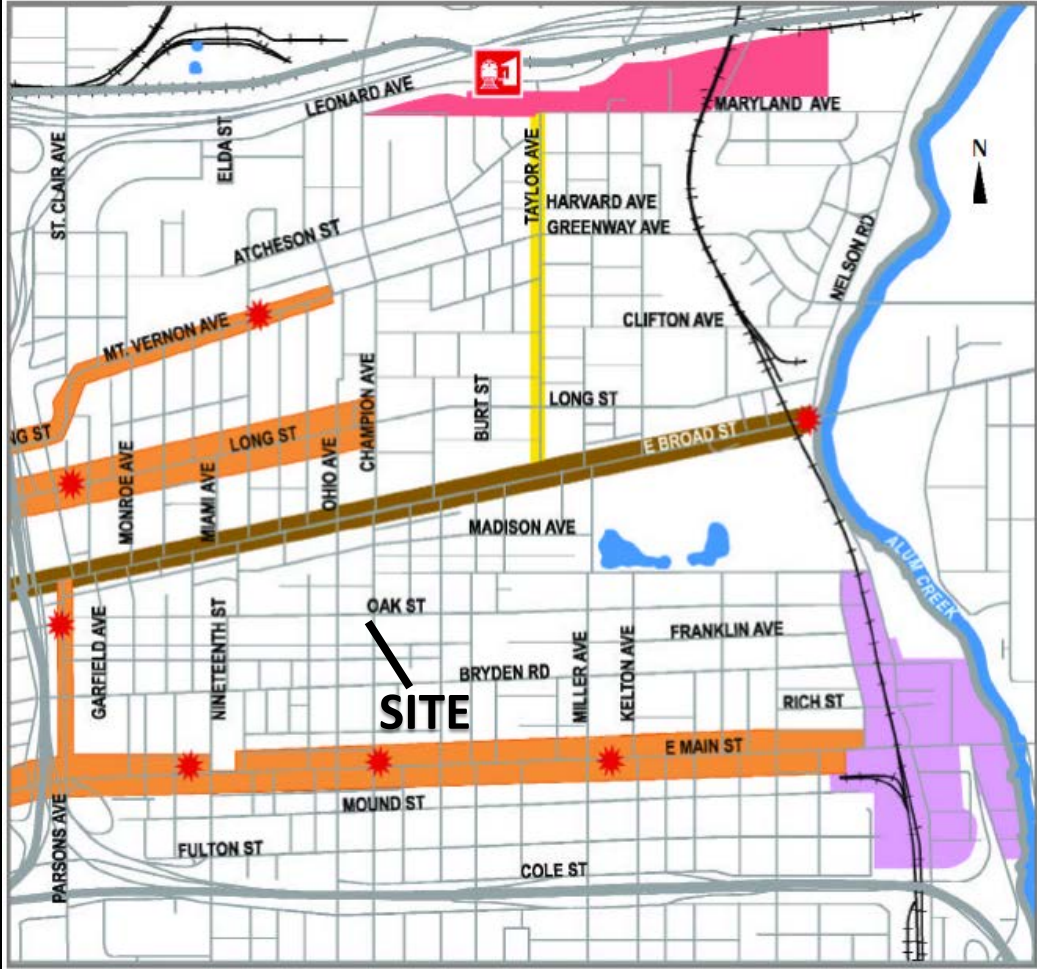 LEONARD AVE
MARYLAND AVE
ST. CLAIR AVE
ELDA ST
TAYLOR AVE
N
HARVARD AVE
GREENWAY AVE
ATCHESON ST
NELSON RD
CLIFTON AVE
MT. VERNON AVE
CHAMPION AVE
BURT ST
LONG ST
NG ST
LONG ST
E BROAD ST
MONROE AVE
MIAMI AVE
OHIO AVE
MADISON AVE
ALUM CREEK
OAK ST
GARFIELD AVE
NINETEENTH ST
FRANKLIN AVE
MILLER AVE
KELTON AVE
BRYDEN RD
RICH ST
SITE
E MAIN ST
MOUND ST
PARSONS AVE
FULTON ST
COLE ST